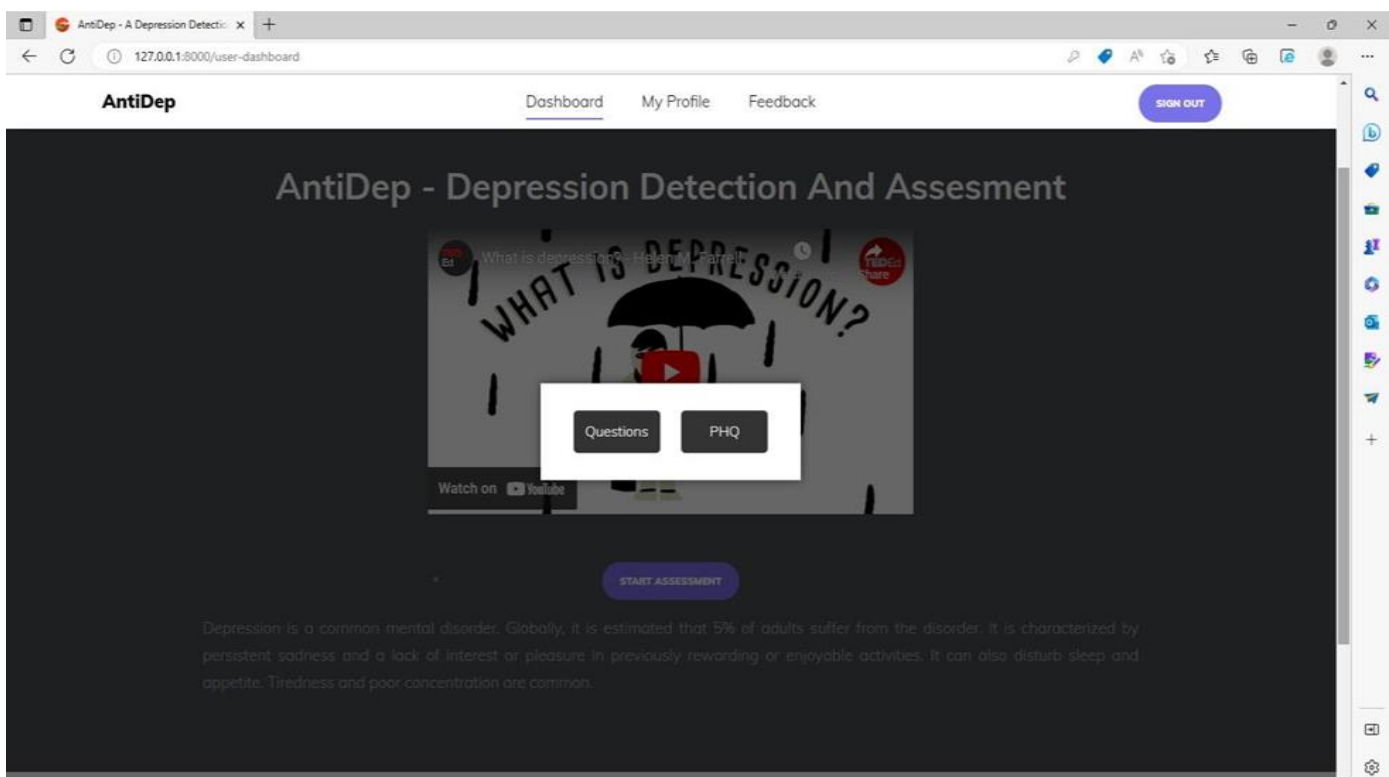 AntiDep - A Depression Detectio
127.0.0.1:8000/user-dashboard
AntiDep
Dashboard My Profile Feedback
SIGN OUT
AntiDep - Depression Detection And Assesment
What is depression? - Helen M. Farrell
Share
TEDEd
WHAT IS DEPRESSION?
Questions PHQ
Watch on YouTube
START ASSESSMENT
Depression is a common mental disorder. Globally, it is estimated that 5% of adults suffer from the disorder. It is characterized by
persistent sadness and a lack of interest or pleasure in previously rewarding or enjoyable activities. It can also disturb sleep and
appetite. Tiredness and poor concentration are common.